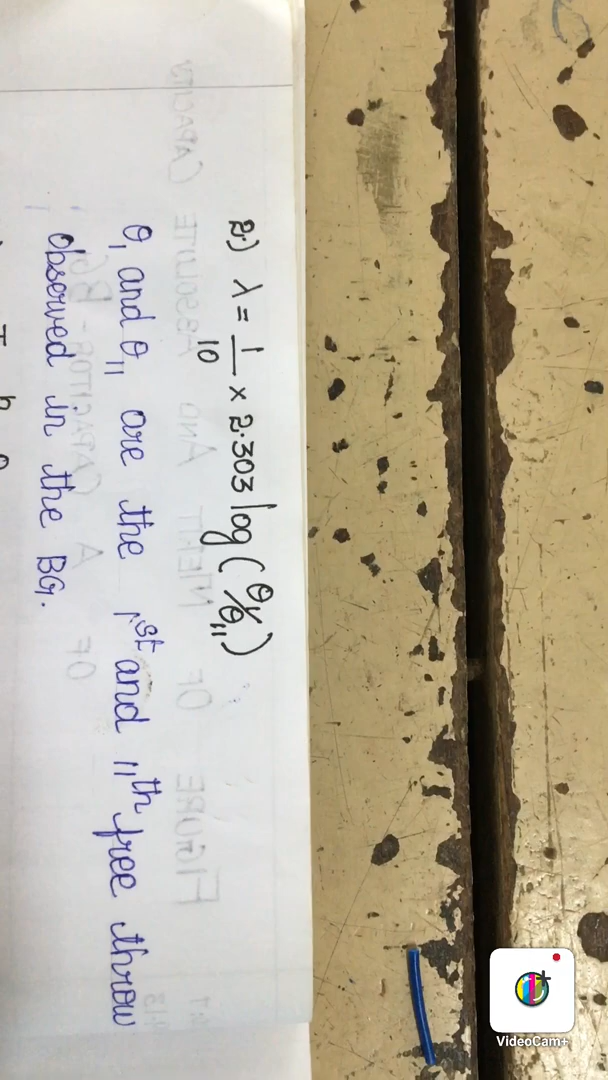 2.) λ = 1/10 × 2.303 log (θ₁/θ₁₁)
θ₁ and θ₁₁ are the 1st and 11th free throw
observed in the BG.
VideoCam+